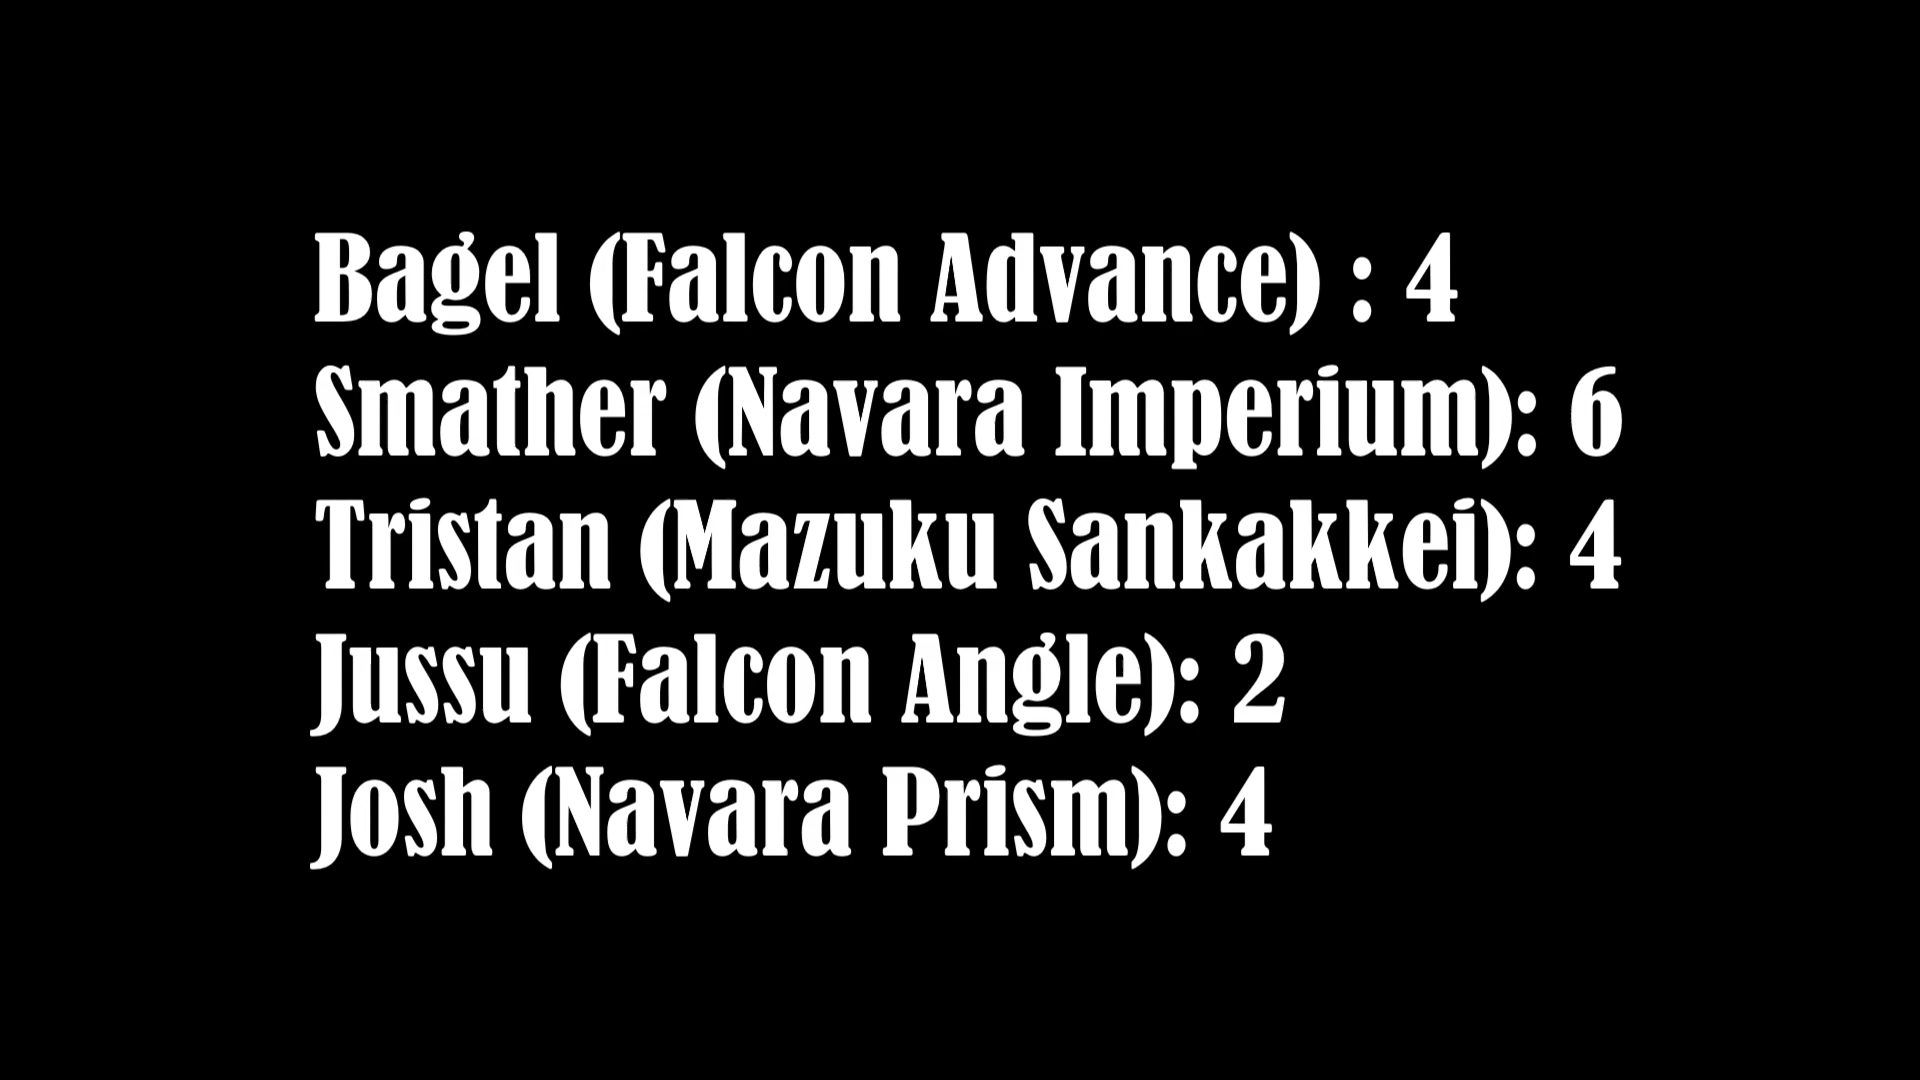 Bagel (Falcon Advance) : 4
Smather (Navara Imperium): 6
Tristan (Mazuku Sankakkei): 4
Jussu (Falcon Angle): 2
Josh (Navara Prism): 4